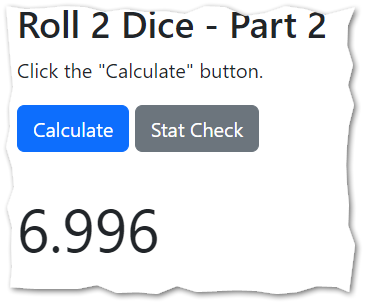 Roll 2 Dice - Part 2
Click the "Calculate" button.
Calculate Stat Check
6.996